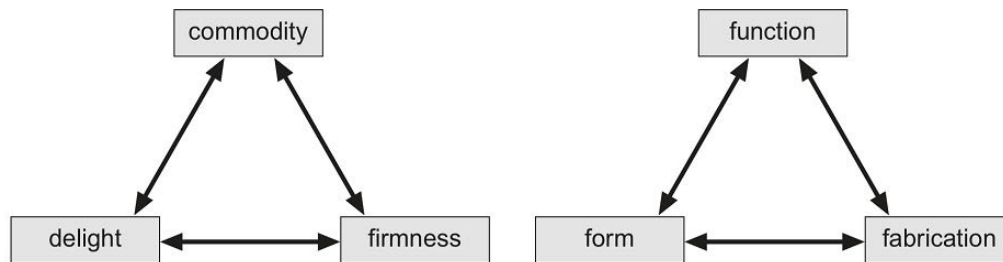 commodity
function
delight
firmness
form
fabrication